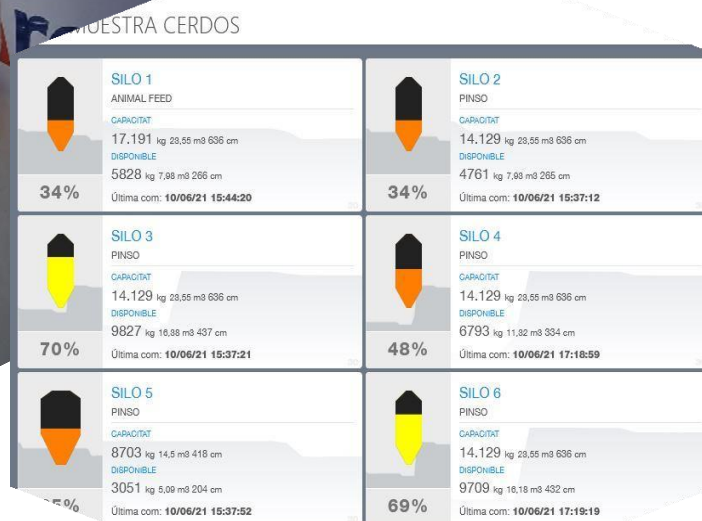 MUESTRA CERDOS
SILO 1
ANIMAL FEED
CAPACITAT
17.191 kg 23,55 m3 636 cm
DISPONIBLE
5828 kg 7,98 m3 266 cm
Última com: 10/06/21 15:44:20
34%
SILO 2
PINSO
CAPACITAT
14.129 kg 23,55 m3 636 cm
DISPONIBLE
4761 kg 7,93 m3 265 cm
Última com: 10/06/21 15:37:12
34%
SILO 3
PINSO
CAPACITAT
14.129 kg 23,55 m3 636 cm
DISPONIBLE
9827 kg 16,38 m3 437 cm
Última com: 10/06/21 15:37:21
70%
SILO 4
PINSO
CAPACITAT
14.129 kg 23,55 m3 636 cm
DISPONIBLE
6793 kg 11,32 m3 334 cm
Última com: 10/06/21 17:18:59
48%
SILO 5
PINSO
CAPACITAT
8703 kg 14,5 m3 418 cm
DISPONIBLE
3051 kg 5,09 m3 204 cm
Última com: 10/06/21 15:37:52
SILO 6
PINSO
CAPACITAT
14.129 kg 23,55 m3 636 cm
DISPONIBLE
9709 kg 16,18 m3 432 cm
Última com: 10/06/21 17:19:19
69%